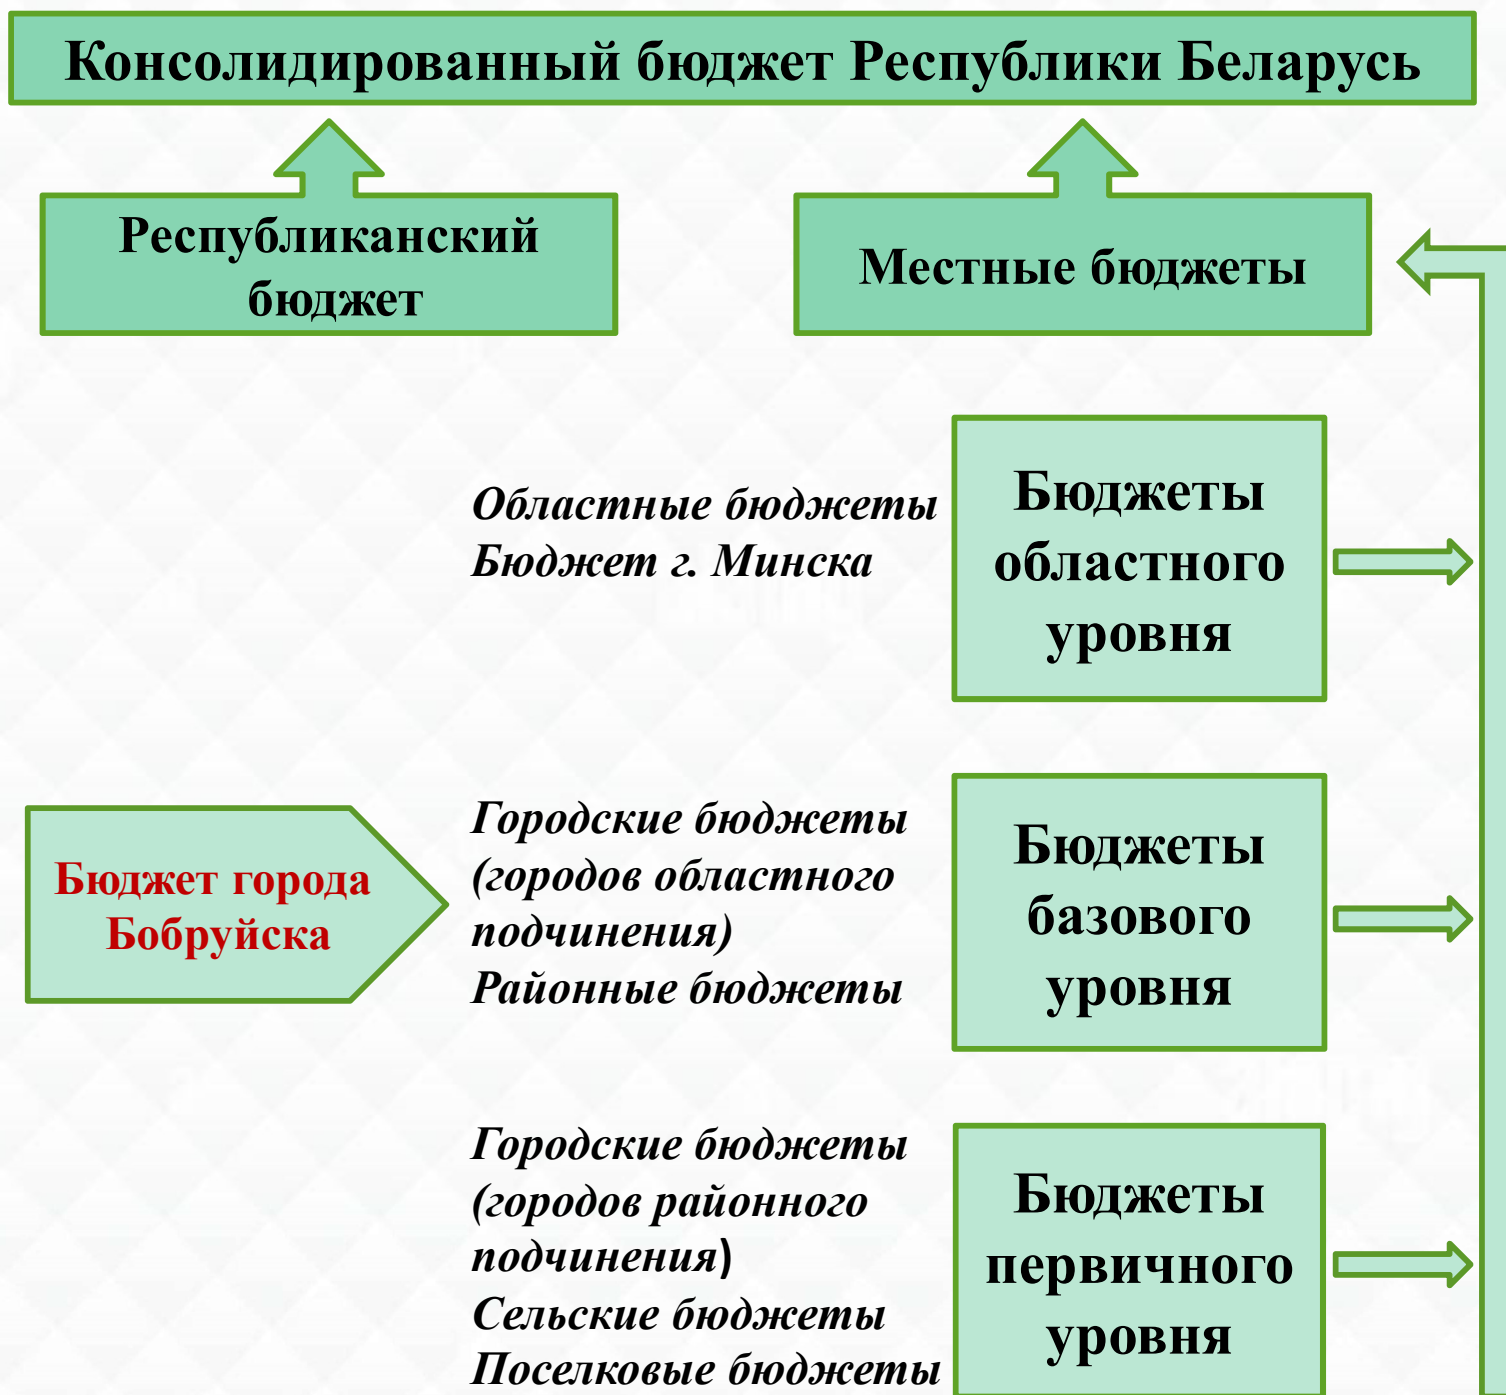 Консолидированный бюджет Республики Беларусь
Республиканский
бюджет
Местные бюджеты
Областные бюджеты
Бюджет г. Минска
Бюджеты
областного
уровня
Бюджет города
Бобруйска
Городские бюджеты
(городов областного
подчинения)
Районные бюджеты
Бюджеты
базового
уровня
Городские бюджеты
(городов районного
подчинения)
Сельские бюджеты
Поселковые бюджеты
Бюджеты
первичного
уровня